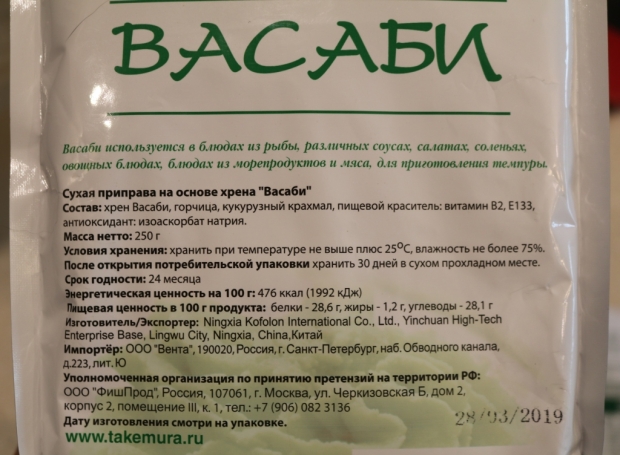 ВАСАБИ
Васаби используется в блюдах из рыбы, различных соусах, салатах, соленьях,
овощных блюдах, блюдах из морепродуктов и мяса, для приготовления темпуры.
Сухая приправа на основе хрена "Васаби"
Состав: хрен Васаби, горчица, кукурузный крахмал, пищевой краситель: витамин В2, Е133,
антиоксидант: изоаскорбат натрия.
Масса нетто: 250 г
Условия хранения: хранить при температуре не выше плюс 25°С, влажность не более 75%.
После открытия потребительской упаковки хранить 30 дней в сухом прохладном месте.
Срок годности: 24 месяца
Энергетическая ценность на 100 г: 476 ккал (1992 кДж)
Пищевая ценность в 100 г продукта: белки - 28,6 г, жиры - 1,2 г, углеводы - 28,1 г
Изготовитель/Экспортер: Ningxia Kofolon International Co., Ltd., Yinchuan High-Tech
Enterprise Base, Lingwu City, Ningxia, China,Китай
Импортёр: ООО "Вента", 190020, Россия, г. Санкт-Петербург, наб. Обводного канала,
д.223, лит. Ю
Уполномоченная организация по принятию претензий на территории РФ:
ООО "ФишПрод", Россия, 107061, г. Москва, ул. Черкизовская Б, дом 2,
корпус 2, помещение III, к. 1, тел.: +7 (906) 082 3136
28/03/2019
Дату изготовления смотри на упаковке.
www.takemura.ru